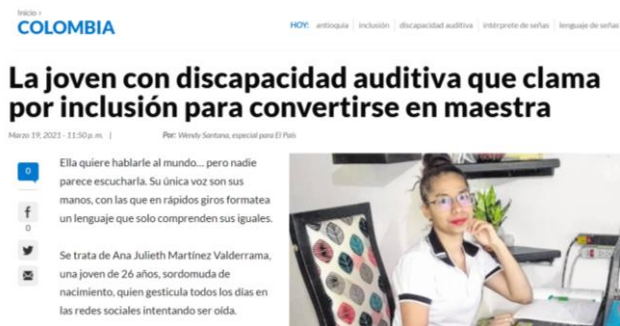 Inicio ›
COLOMBIA
HOY: antioquia | inclusión | discapacidad auditiva | intérprete de señas | lenguaje de señas
La joven con discapacidad auditiva que clama
por inclusión para convertirse en maestra
Marzo 19, 2021 - 11:50 p. m. | Por: Wendy Santana, especial para El País
0
0
Ella quiere hablarle al mundo... pero nadie
parece escucharla. Su única voz son sus
manos, con las que en rápidos giros formatea
un lenguaje que solo comprenden sus iguales.
Se trata de Ana Julieth Martínez Valderrama,
una joven de 26 años, sordomuda de
nacimiento, quien gesticula todos los días en
las redes sociales intentando ser oída.